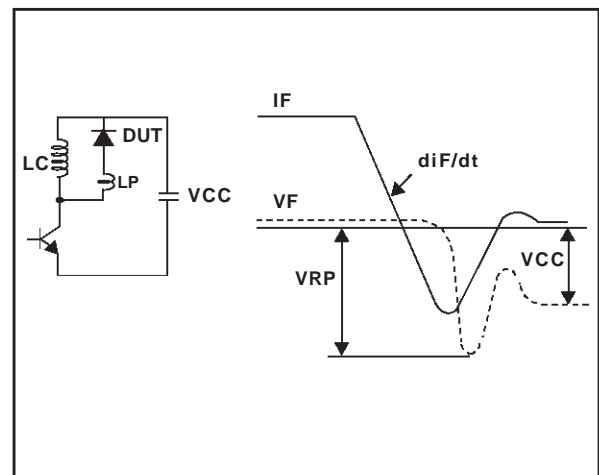 DUT
LC
LP
VCC
IF
diF/dt
VF
VRP
VCC